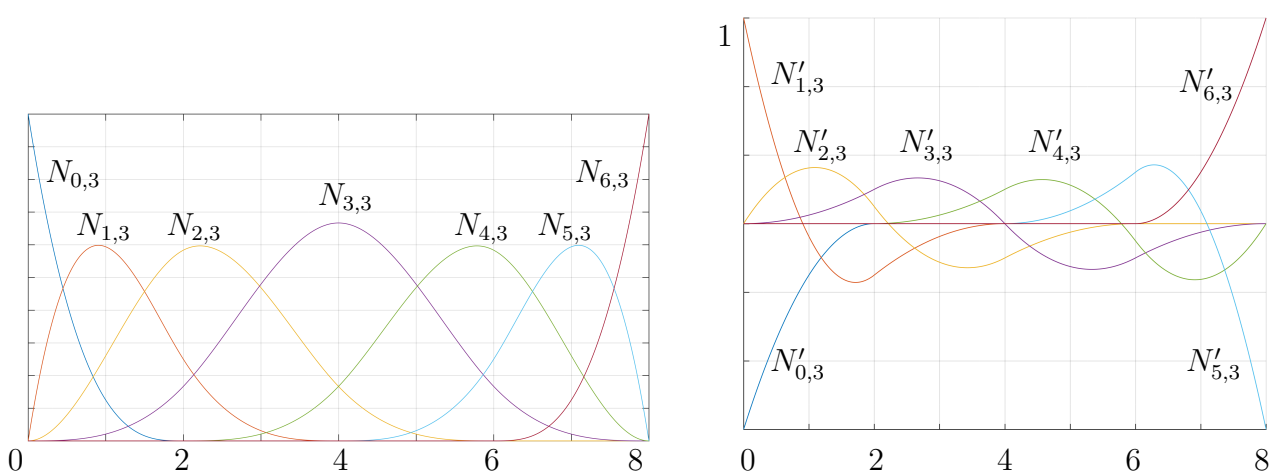 N₀,₃
N₁,₃
N₂,₃
N₃,₃
N₄,₃
N₅,₃
N₆,₃
0 2 4 6 8
1
N′₁,₃
N′₂,₃
N′₃,₃
N′₄,₃
N′₆,₃
N′₀,₃
N′₅,₃
0 2 4 6 8